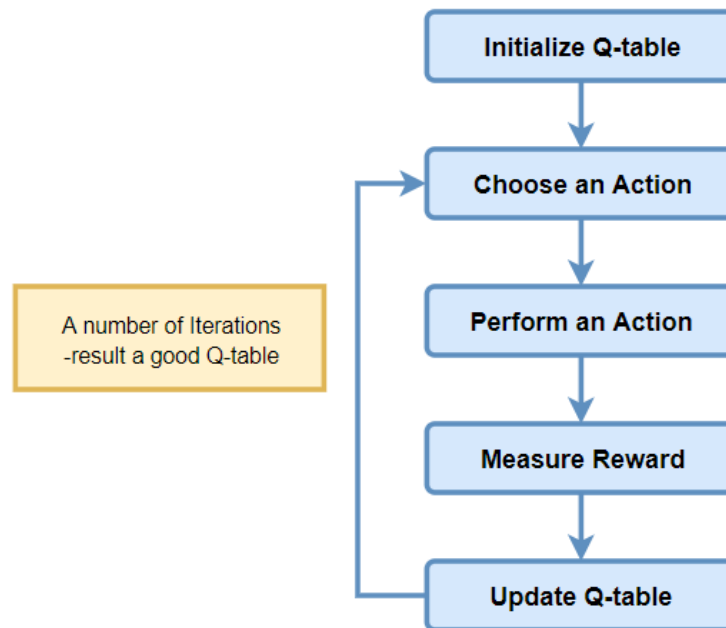 Initialize Q-table
Choose an Action
A number of Iterations
-result a good Q-table
Perform an Action
Measure Reward
Update Q-table